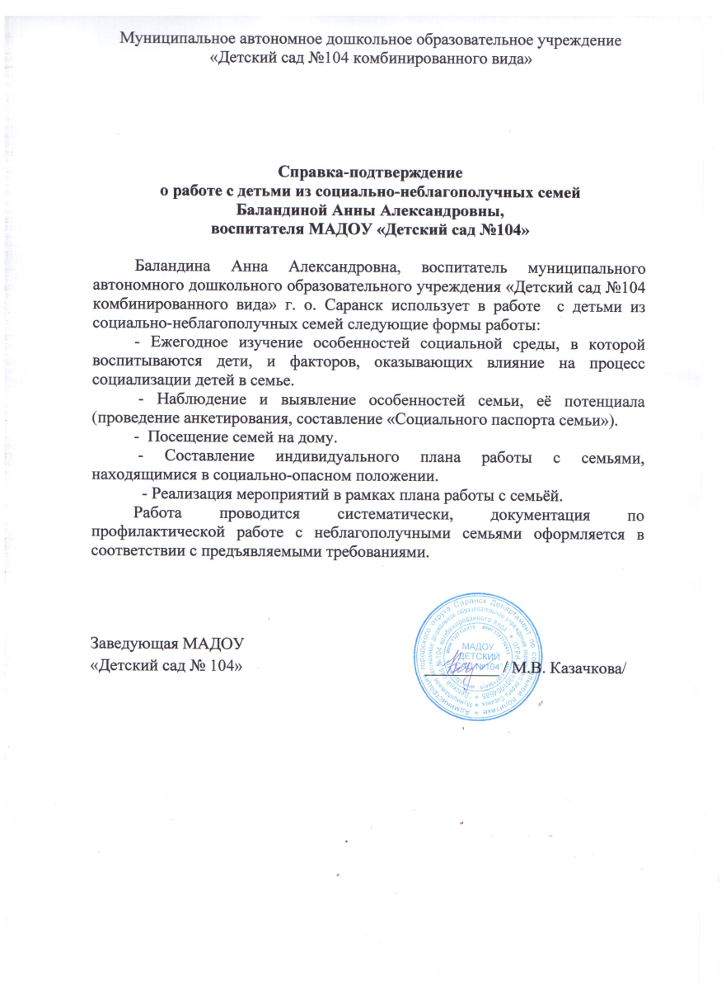 Муниципальное автономное дошкольное образовательное учреждение
«Детский сад №104 комбинированного вида»
Справка-подтверждение
о работе с детьми из социально-неблагополучных семей
Баландиной Анны Александровны,
воспитателя МАДОУ «Детский сад №104»
Баландина Анна Александровна, воспитатель муниципального
автономного дошкольного образовательного учреждения «Детский сад №104
комбинированного вида» г. о. Саранск использует в работе с детьми из
социально-неблагополучных семей следующие формы работы:
- Ежегодное изучение особенностей социальной среды, в которой
воспитываются дети, и факторов, оказывающих влияние на процесс
социализации детей в семье.
- Наблюдение и выявление особенностей семьи, её потенциала
(проведение анкетирования, составление «Социального паспорта семьи»).
- Посещение семей на дому.
- Составление индивидуального плана работы с семьями,
находящимися в социально-опасном положении.
- Реализация мероприятий в рамках плана работы с семьёй.
Работа проводится систематически, документация по
профилактической работе с неблагополучными семьями оформляется в
соответствии с предъявляемыми требованиями.
Заведующая МАДОУ
«Детский сад № 104»
/ М.В. Казачкова/
МАДОУ
ДЕТСКИЙ
№104